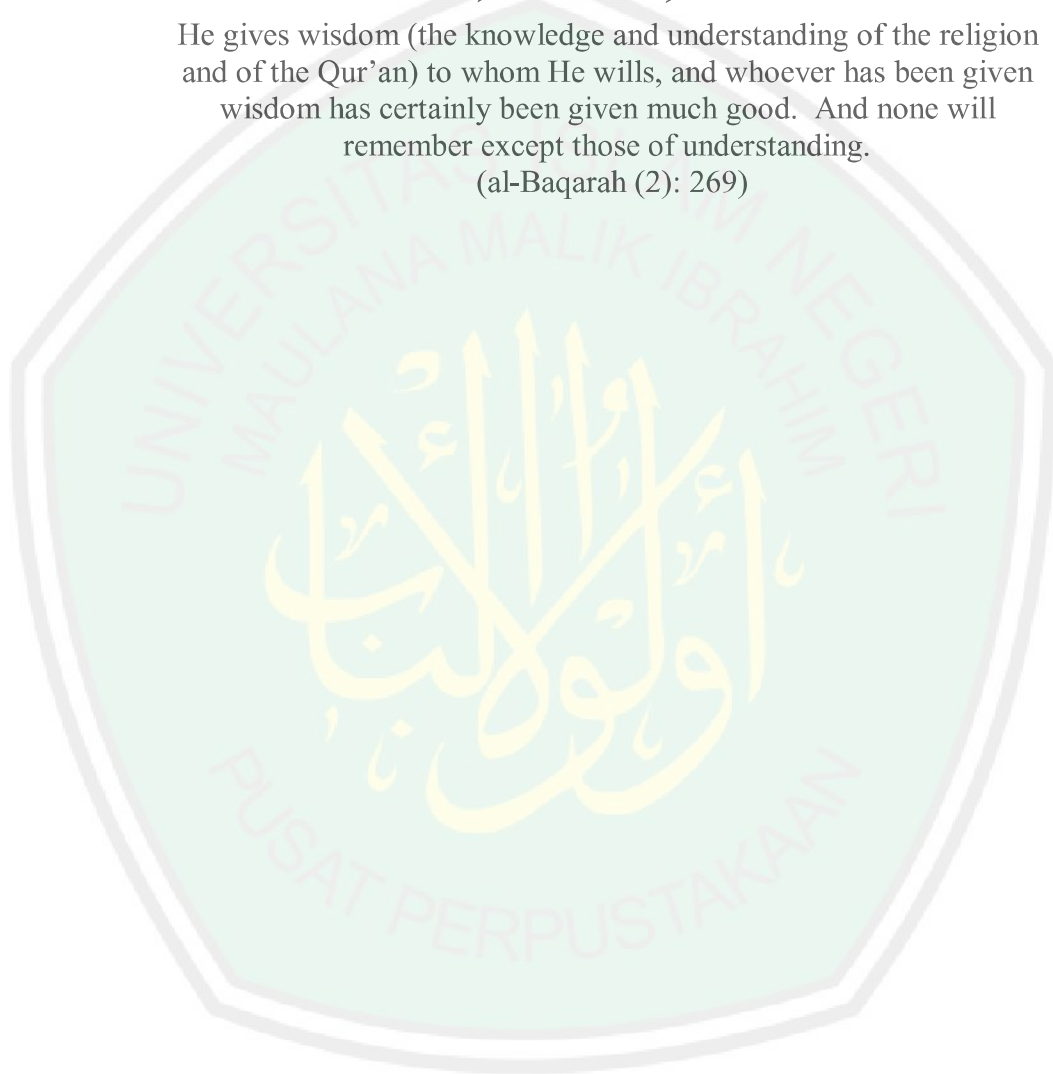 He gives wisdom (the knowledge and understanding of the religion
and of the Qur’an) to whom He wills, and whoever has been given
wisdom has certainly been given much good.  And none will
remember except those of understanding.
(al-Baqarah (2): 269)
UNIVERSITAS ISLAM NEGERI
MAULANA MALIK IBRAHIM
أولو الألباب
PUSAT PERPUSTAKAAN